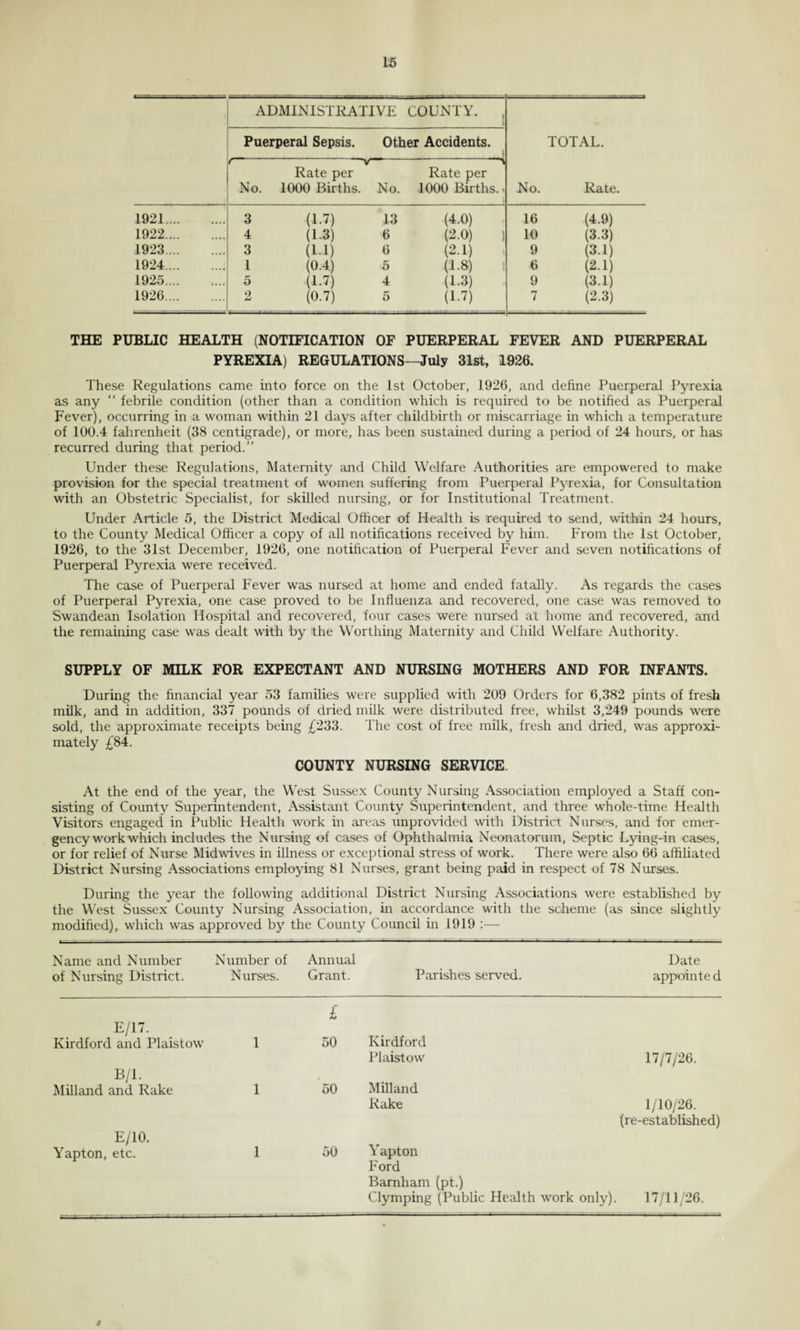 15
ADMINISTRATIVE COUNTY.
Puerperal Sepsis. Other Accidents. TOTAL.
Rate per Rate per
No. 1000 Births. No. 1000 Births. No. Rate.
1921.... .... 3 (1.7) 13 (4.0) 16 (4.9)
1922.... .... 4 (1.3) 6 (2.0) 10 (3.3)
1923.... .... 3 (1.1) 6 (2.1) 9 (3.1)
1924.... .... 1 (0.4) 5 (1.8) 6 (2.1)
1925.... .... 5 (1.7) 4 (1.3) 9 (3.1)
1926.... .... 2 (0.7) 5 (1.7) 7 (2.3)
THE PUBLIC HEALTH (NOTIFICATION OF PUERPERAL FEVER AND PUERPERAL
PYREXIA) REGULATIONS—July 31st, 1926.
These Regulations came into force on the 1st October, 1926, and define Puerperal Pyrexia
as any " febrile condition (other than a condition which is required to be notified as Puerperal
Fever), occurring in a woman within 21 days after childbirth or miscarriage in which a temperature
of 100.4 fahrenheit (38 centigrade), or more, has been sustained during a period of 24 hours, or has
recurred during that period."
Under these Regulations, Maternity and Child Welfare Authorities are empowered to make
provision for the special treatment of women suffering from Puerperal Pyrexia, for Consultation
with an Obstetric Specialist, for skilled nursing, or for Institutional Treatment.
Under Article 5, the District Medical Officer of Health is required to send, within 24 hours,
to the County Medical Officer a copy of all notifications received by him. From the 1st October,
1926, to the 31st December, 1926, one notification of Puerperal Fever and seven notifications of
Puerperal Pyrexia were received.
The case of Puerperal Fever was nursed at home and ended fatally. As regards the cases
of Puerperal Pyrexia, one case proved to be Influenza and recovered, one case was removed to
Swandean Isolation Hospital and recovered, four cases were nursed at home and recovered, and
the remaining case was dealt with by the Worthing Maternity and Child Welfare Authority.
SUPPLY OF MILK FOR EXPECTANT AND NURSING MOTHERS AND FOR INFANTS.
During the financial year 53 families were supplied with 209 Orders for 6,382 pints of fresh
milk, and in addition, 337 pounds of dried milk were distributed free, whilst 3,249 pounds were
sold, the approximate receipts being £233. The cost of free milk, fresh and dried, was approxi-
mately £84.
COUNTY NURSING SERVICE.
At the end of the year, the West Sussex County Nursing Association employed a Staff con-
sisting of County Superintendent, Assistant County Superintendent, and three whole-time Health
Visitors engaged in Public Health work in areas unprovided with District Nurses, and for emer-
gency work which includes the Nursing of cases of Ophthalmia Neonatorum, Septic Lying-in cases,
or for relief of Nurse Midwives in illness or exceptional stress of work. There were also 66 affiliated
District Nursing Associations employing 81 Nurses, grant being paid in respect of 78 Nurses.
During the year the following additional District Nursing Associations were established by
the West Sussex County Nursing Association, in accordance with the scheme (as since slightly
modified), which was approved by the County Council in 1919 :—
Name and Number Number of Annual Date
of Nursing District. Nurses. Grant. Parishes served. appointed
£
E/17.
Kirdford and Plaistow 1 50 Kirdford
Plaistow 17/7/26.
B/1.
Milland and Rake 1 50 Milland
Rake 1/10/26.
(re-established)
E/10.
Yapton, etc. 1 50 Yapton
Ford
Barnham (pt.)
Clymping (Public Health work only). 17/11/26.